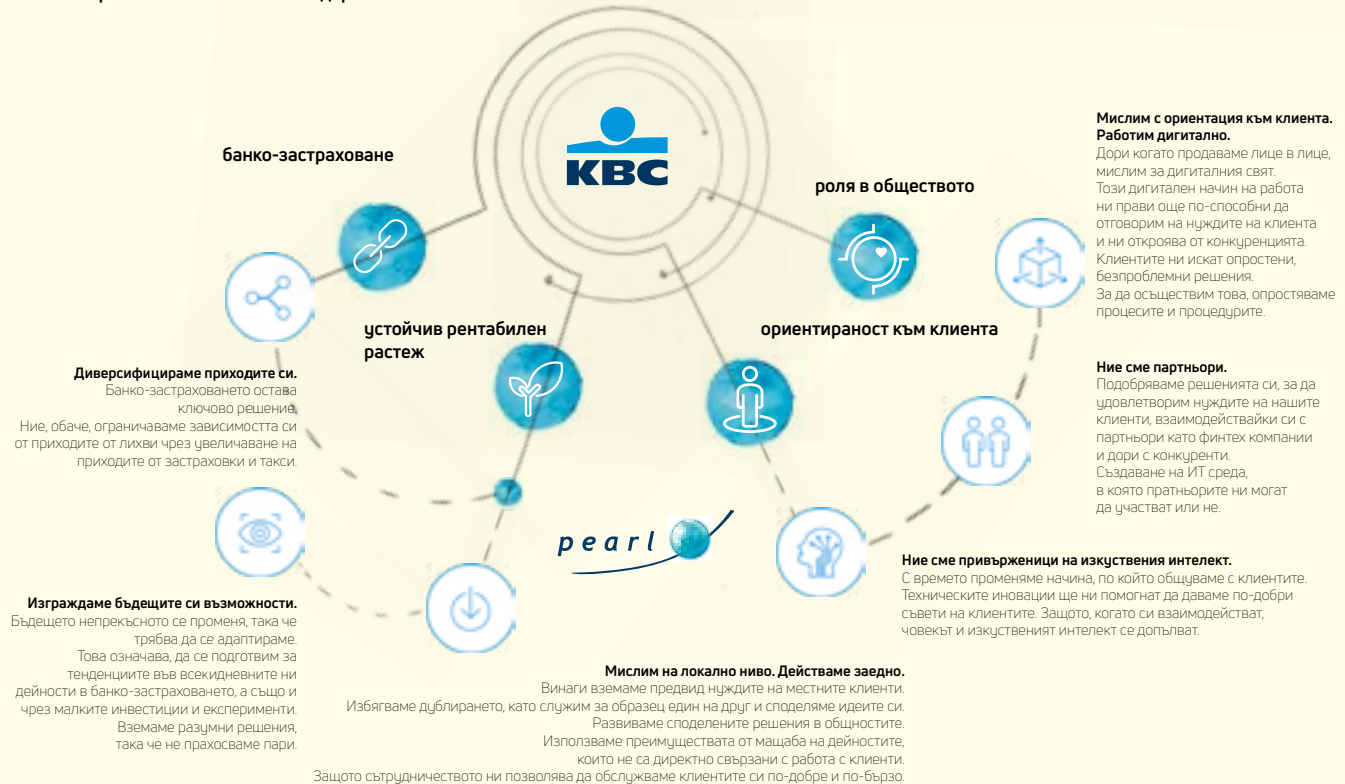 KBC
банко-застраховане
роля в обществото
устойчив рентабилен
растеж
ориентираност към клиента
pearl
Мислим с ориентация към клиента.
Работим дигитално.
Дори когато продаваме лице в лице,
мислим за дигиталния свят.
Този дигитален начин на работа
ни прави още по-способни да
отговорим на нуждите на клиента
и ни откроява от конкуренцията.
Клиентите ни искат опростени,
безпроблемни решения.
За да осъществим това, опростяваме
процесите и процедурите.
Ние сме партньори.
Подобряваме решенията си, за да
удовлетворим нуждите на нашите
клиенти, взаимодействайки си с
партньори като финтех компании
и дори с конкуренти.
Създаване на ИТ среда,
в която пратньорите ни могат
да участват или не.
Ние сме привърженици на изкуствения интелект.
С времето променяме начина, по който общуваме с клиентите.
Техническите иновации ще ни помогнат да даваме по-добри
съвети на клиентите. Защото, когато си взаимодействат,
човекът и изкуственият интелект се допълват.
Диверсифицираме приходите си.
Банко-застраховането остава
ключово решение.
Ние, обаче, ограничаваме зависимостта си
от приходите от лихви чрез увеличаване на
приходите от застраховки и такси.
Изграждаме бъдещите си възможности.
Бъдещето непрекъсното се променя, така че
трябва да се адаптираме.
Това означава, да се подготвим за
тенденциите във всекидневните ни
дейности в банко-застраховането, а също и
чрез малките инвестиции и експерименти.
Вземаме разумни решения,
така че не прахосваме пари.
Мислим на локално ниво. Действаме заедно.
Винаги вземаме предвид нуждите на местните клиенти.
Избягваме дублирането, като служим за образец един на друг и споделяме идеите си.
Развиваме споделените решения в общностите.
Използваме преимуществата от мащаба на дейностите,
които не са директно свързани с работа с клиенти.
Защото сътрудничеството ни позволява да обслужваме клиентите си по-добре и по-бързо.